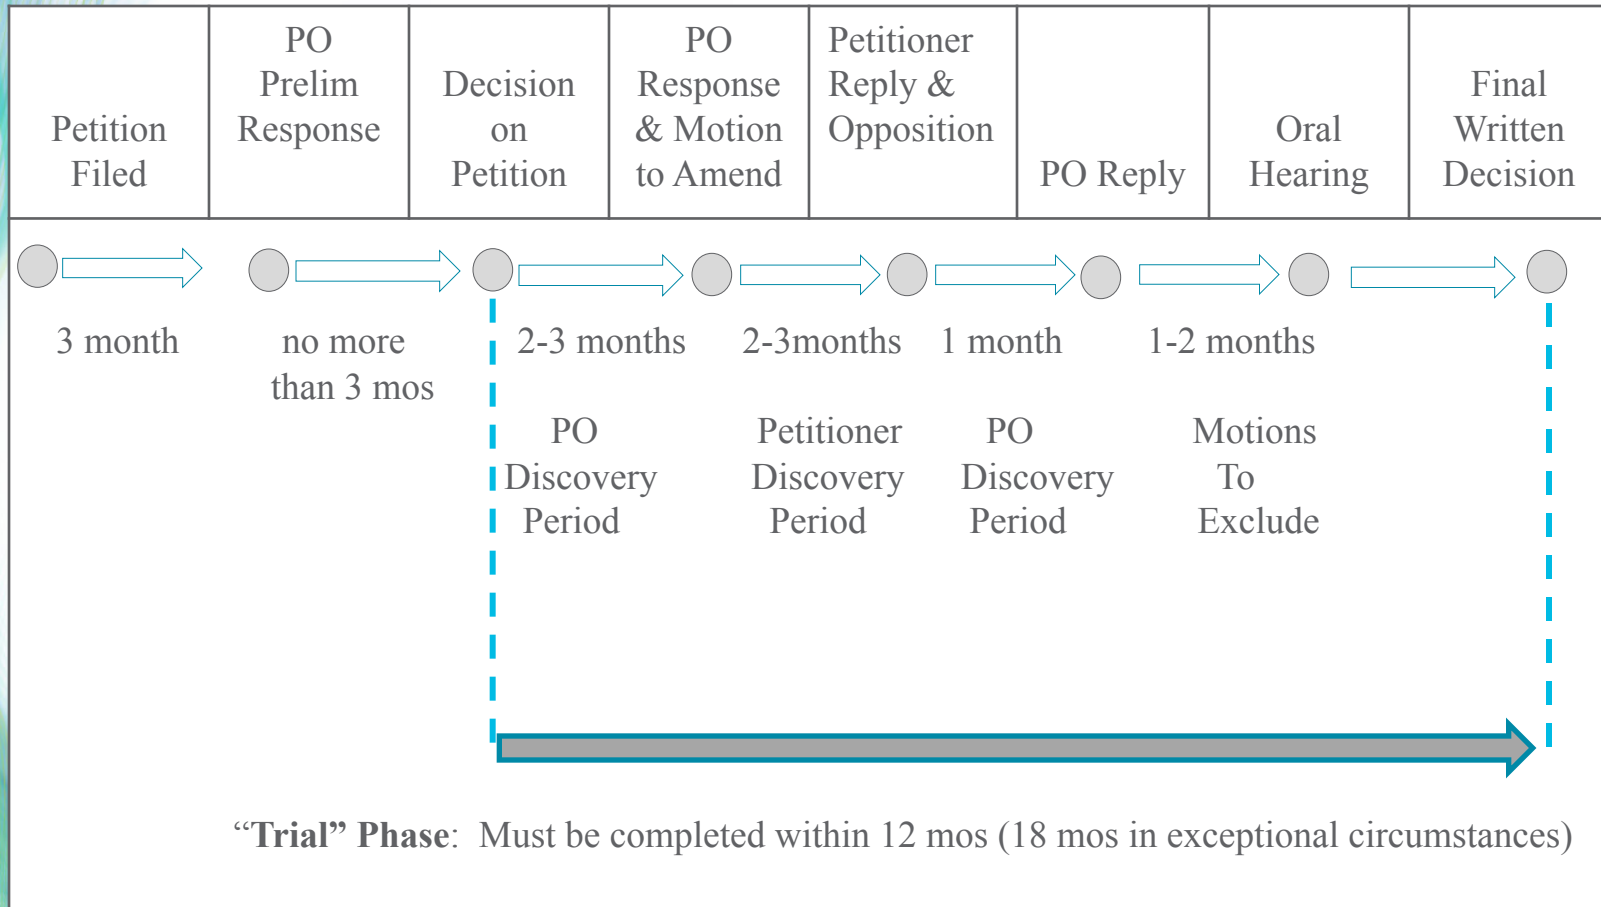 Petition
Filed
PO
Prelim
Response
Decision
on
Petition
PO
Response
& Motion
to Amend
Petitioner
Reply &
Opposition
PO Reply
Oral
Hearing
Final
Written
Decision
3 month
no more
than 3 mos
2-3 months
2-3months
1 month
1-2 months
PO
Discovery
Period
Petitioner
Discovery
Period
PO
Discovery
Period
Motions
To
Exclude
“Trial” Phase: Must be completed within 12 mos (18 mos in exceptional circumstances)